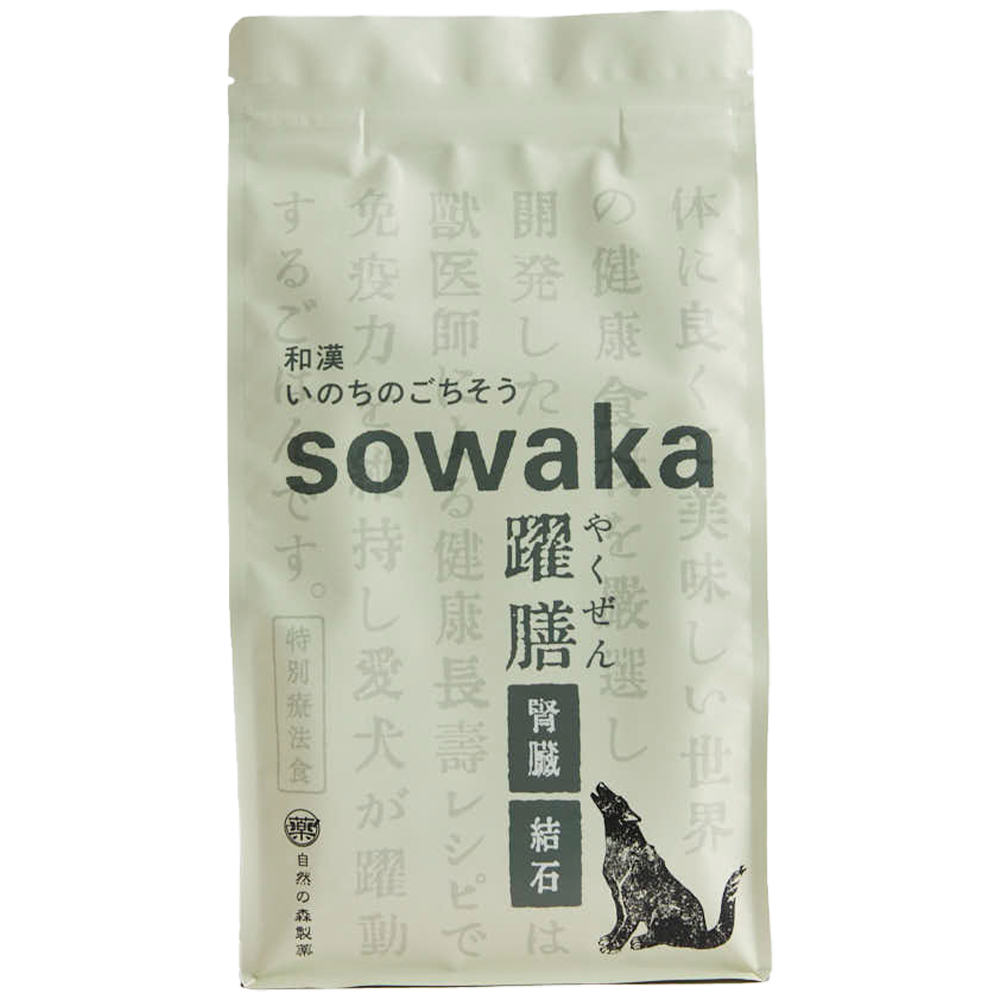 和漢
いのちのごちそう
sowaka
躍膳
やくぜん
腎臓
結石
体に良く美味しい世界
の健康食材を厳選し
開発した
は
獣医師による健康長壽レシピで
免疫力を維持し愛犬が躍動
するごはんです。
特別療法食
薬
自然の森製薬